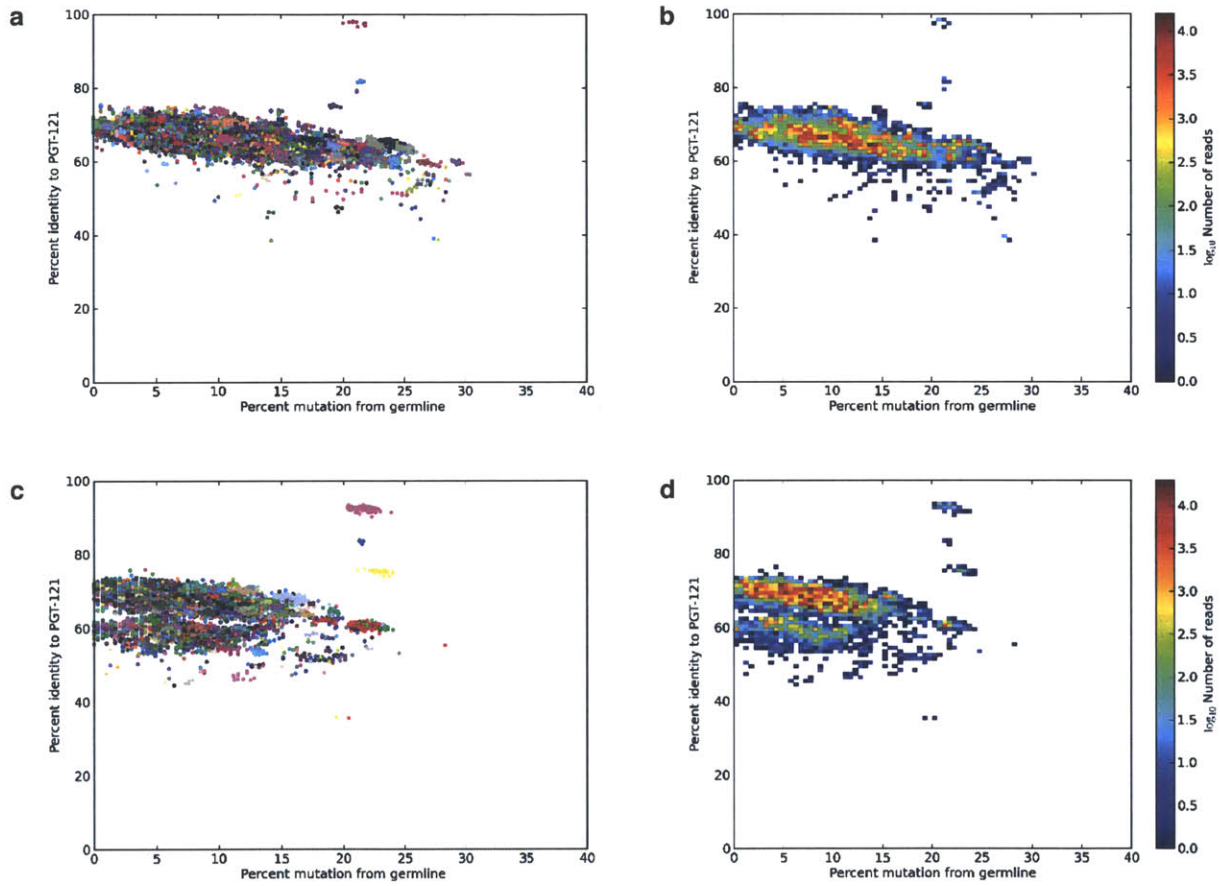 a
100
80
60
40
20
0
Percent identity to PGT-121
0 5 10 15 20 25 30 35 40
Percent mutation from germline
b
100
80
60
40
20
0
Percent identity to PGT-121
0 5 10 15 20 25 30 35 40
Percent mutation from germline
4.0
3.5
3.0
2.5
2.0
1.5
1.0
0.5
0.0
log₁₀ Number of reads
c
100
80
60
40
20
0
Percent identity to PGT-121
0 5 10 15 20 25 30 35 40
Percent mutation from germline
d
100
80
60
40
20
0
Percent identity to PGT-121
0 5 10 15 20 25 30 35 40
Percent mutation from germline
4.0
3.5
3.0
2.5
2.0
1.5
1.0
0.5
0.0
log₁₀ Number of reads